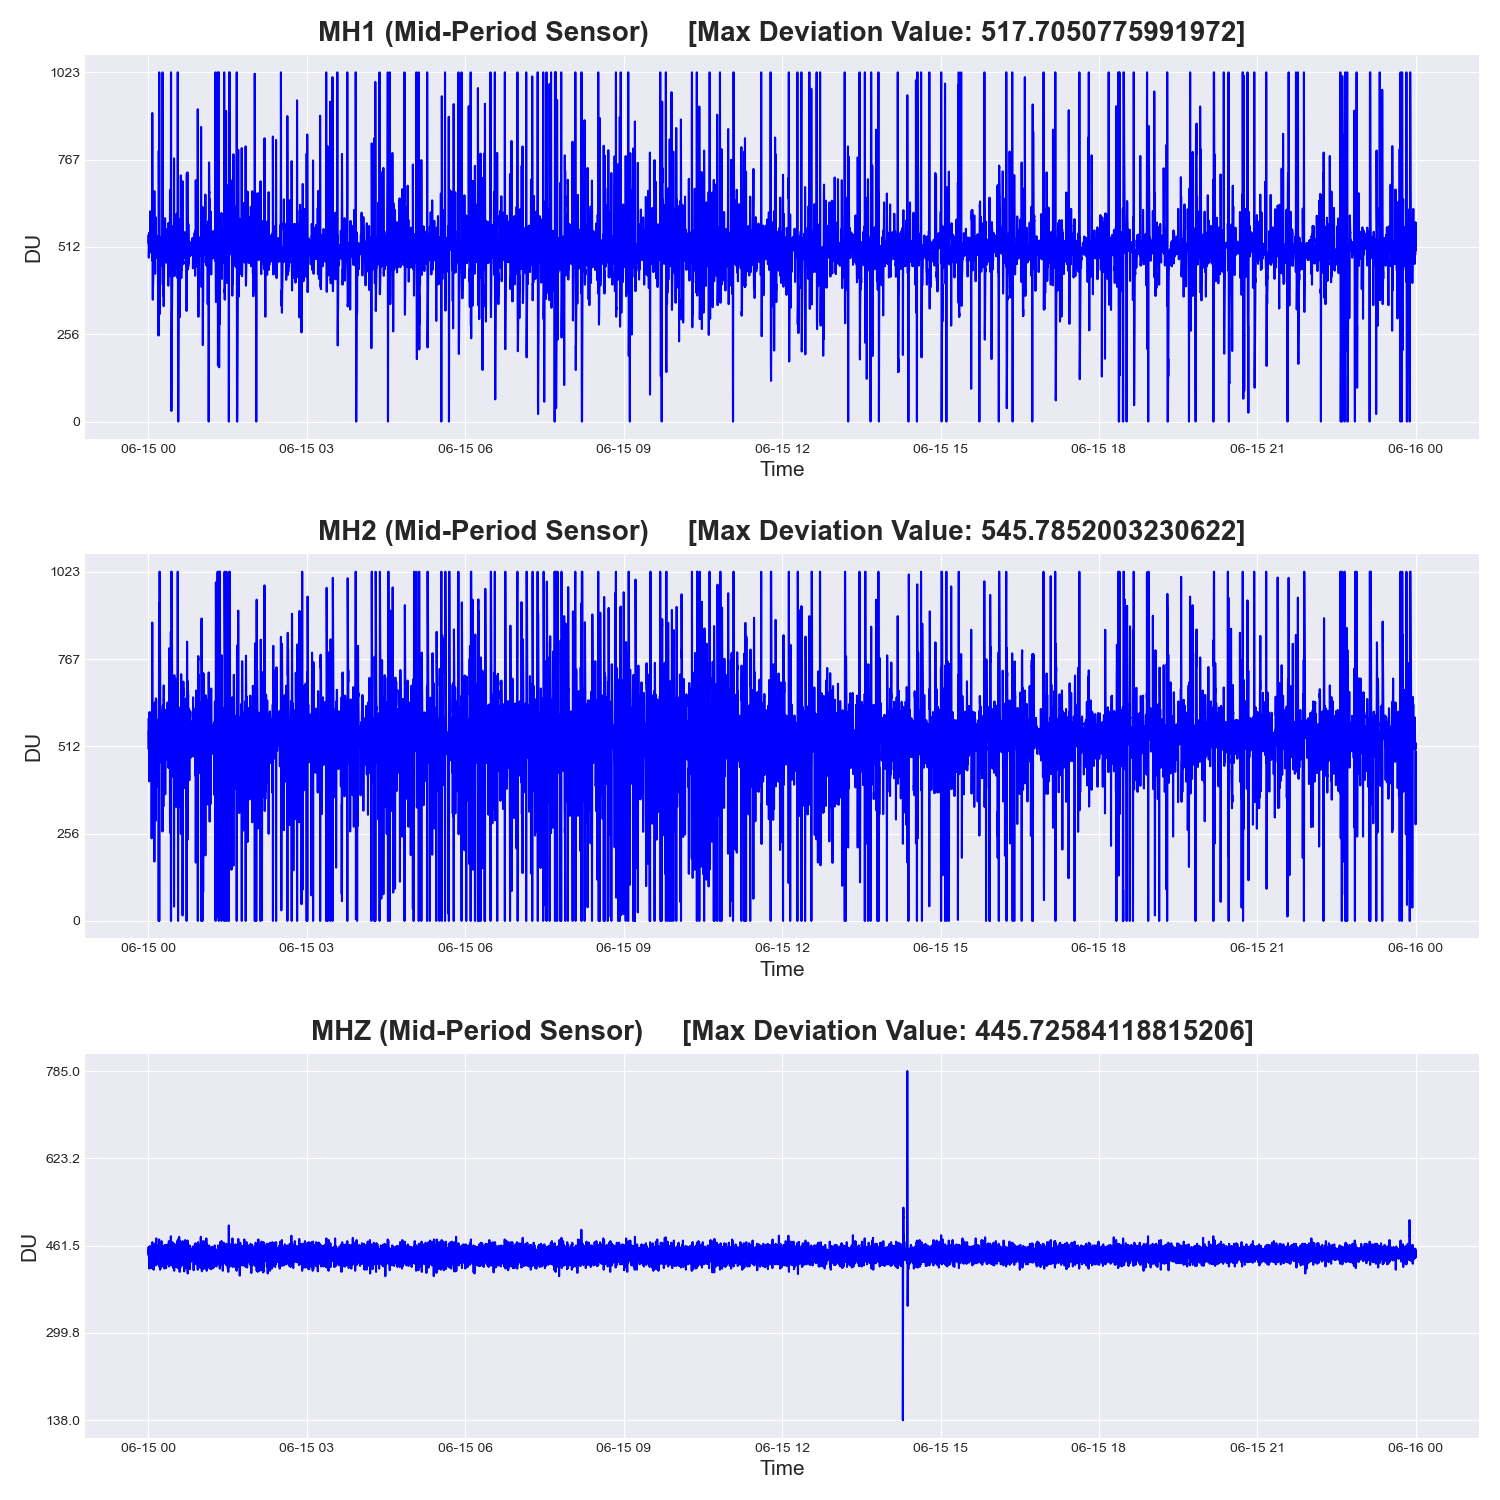 MH1 (Mid-Period Sensor) [Max Deviation Value: 517.7050775991972]
1023
767
512
256
0
DU
06-15 00 06-15 03 06-15 06 06-15 09 06-15 12 06-15 15 06-15 18 06-15 21 06-16 00
Time
MH2 (Mid-Period Sensor) [Max Deviation Value: 545.7852003230622]
1023
767
512
256
0
DU
06-15 00 06-15 03 06-15 06 06-15 09 06-15 12 06-15 15 06-15 18 06-15 21 06-16 00
Time
MHZ (Mid-Period Sensor) [Max Deviation Value: 445.72584118815206]
785.0
623.2
461.5
299.8
138.0
DU
06-15 00 06-15 03 06-15 06 06-15 09 06-15 12 06-15 15 06-15 18 06-15 21 06-16 00
Time